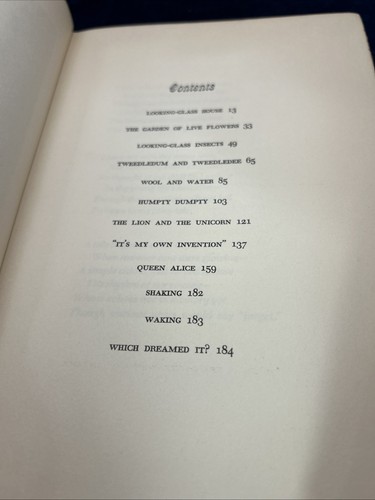 Contents
LOOKING-GLASS HOUSE 13
THE GARDEN OF LIVE FLOWERS 33
LOOKING-GLASS INSECTS 49
TWEEDLEDUM AND TWEEDLEDEE 65
WOOL AND WATER 85
HUMPTY DUMPTY 103
THE LION AND THE UNICORN 121
"IT'S MY OWN INVENTION" 137
QUEEN ALICE 159
SHAKING 182
WAKING 183
WHICH DREAMED IT? 184